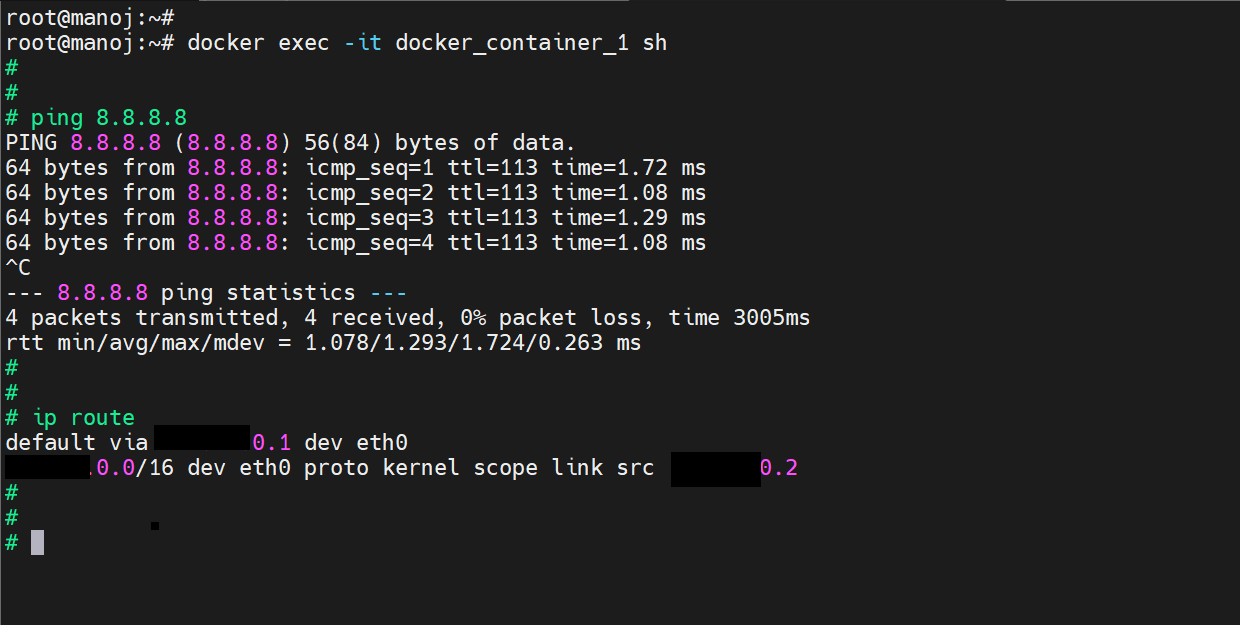 root@manoj:~#
root@manoj:~# docker exec -it docker_container_1 sh
#
#
# ping 8.8.8.8
PING 8.8.8.8 (8.8.8.8) 56(84) bytes of data.
64 bytes from 8.8.8.8: icmp_seq=1 ttl=113 time=1.72 ms
64 bytes from 8.8.8.8: icmp_seq=2 ttl=113 time=1.08 ms
64 bytes from 8.8.8.8: icmp_seq=3 ttl=113 time=1.29 ms
64 bytes from 8.8.8.8: icmp_seq=4 ttl=113 time=1.08 ms
^C
--- 8.8.8.8 ping statistics ---
4 packets transmitted, 4 received, 0% packet loss, time 3005ms
rtt min/avg/max/mdev = 1.078/1.293/1.724/0.263 ms
#
#
# ip route
default via 0.1 dev eth0
.0.0/16 dev eth0 proto kernel scope link src 0.2
#
#
#